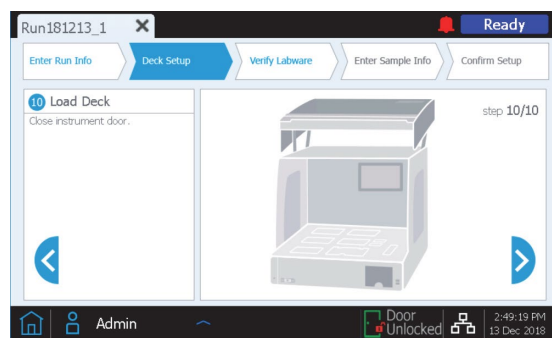 Run181213_1
Ready
Enter Run Info
Deck Setup
Verify Labware
Enter Sample Info
Confirm Setup
10 Load Deck
Close instrument door.
step 10/10
Admin
Door
Unlocked
2:49:19 PM
13 Dec 2018